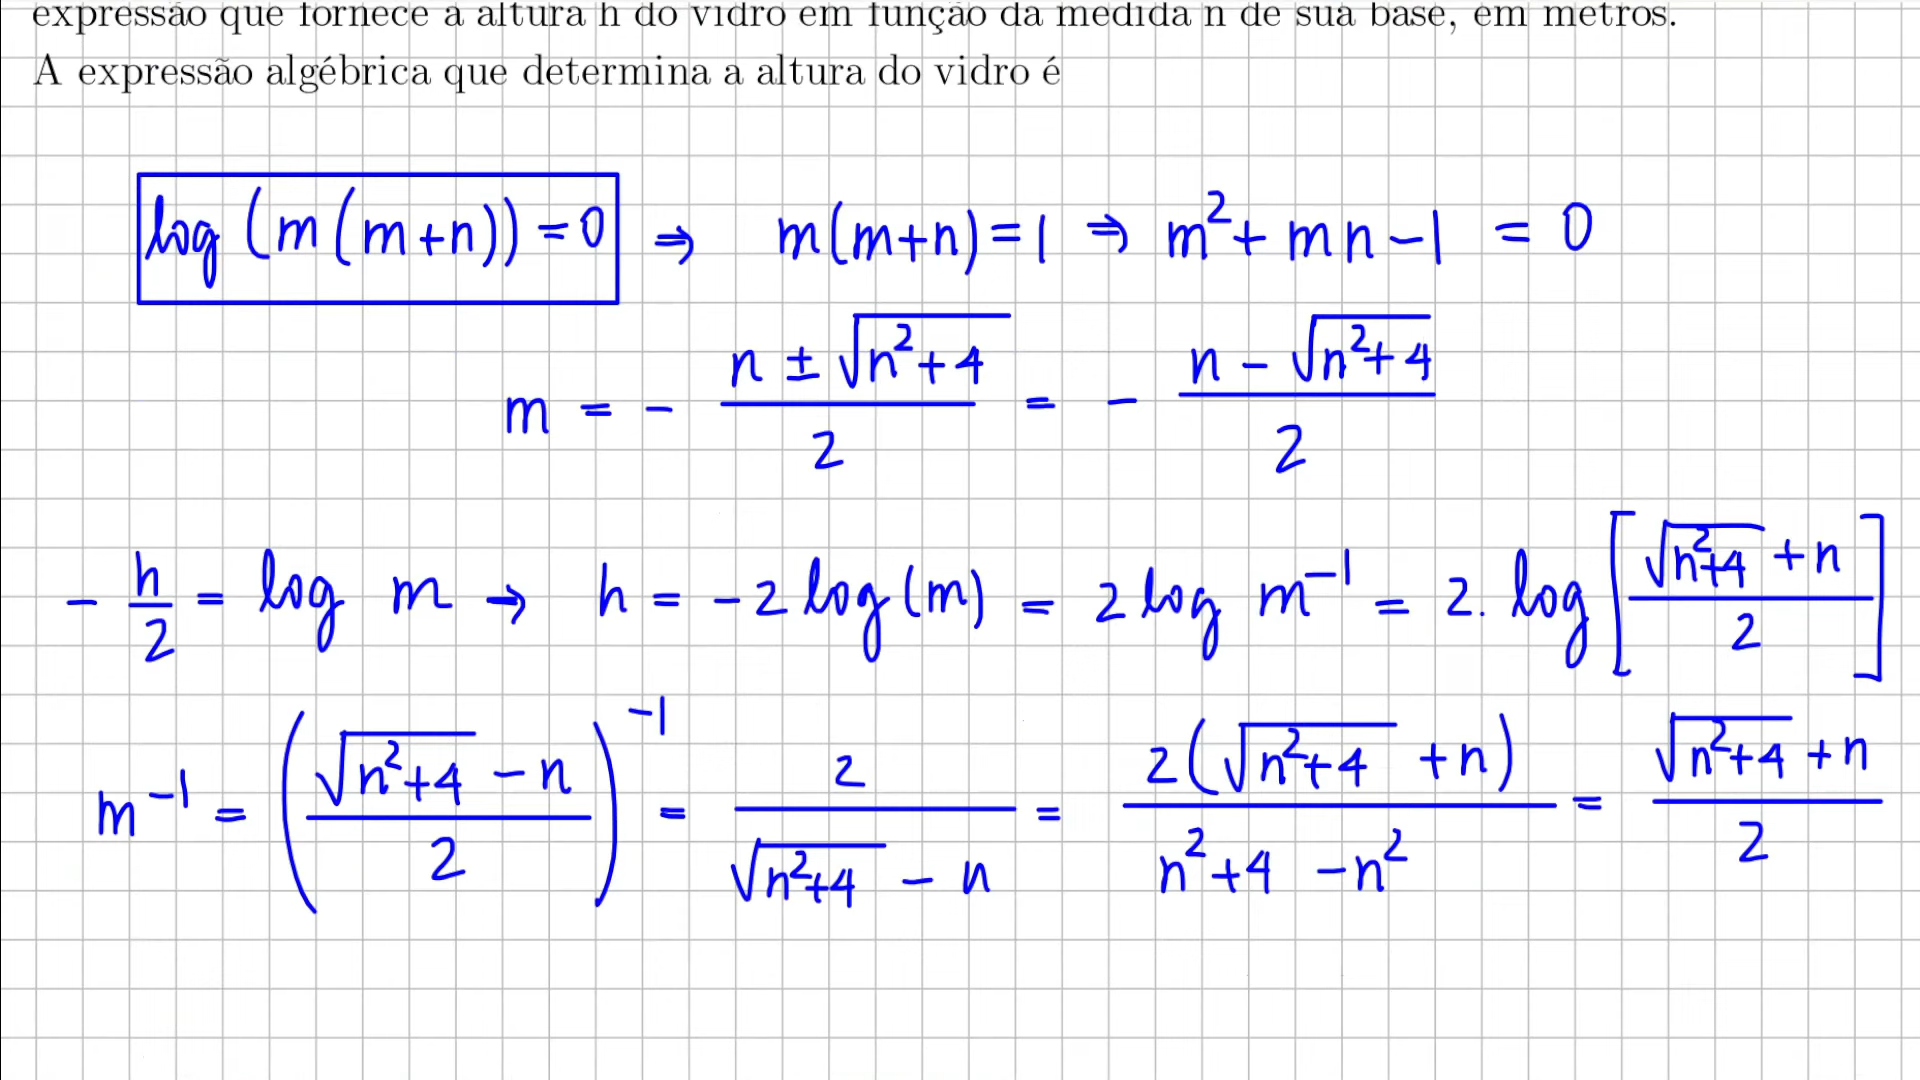 expressão que fornece a altura h do vidro em função da medida n de sua base, em metros.
A expressão algébrica que determina a altura do vidro é
log (m(m+n)) = 0 ⇒ m(m+n) = 1 ⇒ m² + mn - 1 = 0
m = - (n ± √(n²+4))/2 = - (n - √(n²+4))/2
- h/2 = log m → h = -2 log(m) = 2 log m⁻¹ = 2. log [(√(n²+4) + n)/2]
m⁻¹ = ((√(n²+4) - n)/2)⁻¹ = 2/(√(n²+4) - n) = 2(√(n²+4) + n)/(n²+4 - n²) = (√(n²+4) + n)/2